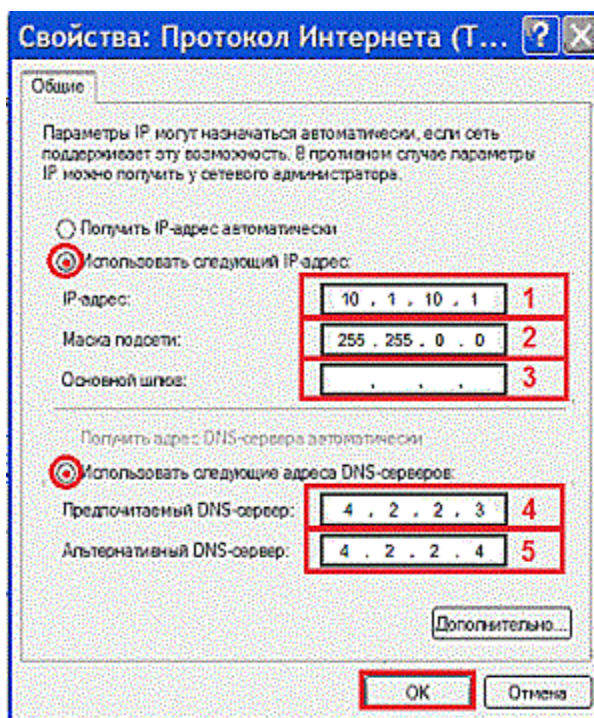 Свойства: Протокол Интернета (T...
Общие
Параметры IP могут назначаться автоматически, если сеть
поддерживает эту возможность. В противном случае параметры
IP можно получить у сетевого администратора.
Получить IP-адрес автоматически
Использовать следующий IP-адрес:
IP-адрес: 10 . 1 . 10 . 1 1
Маска подсети: 255 . 255 . 0 . 0 2
Основной шлюз: . . . 3
Получить адрес DNS-сервера автоматически
Использовать следующие адреса DNS-серверов:
Предпочитаемый DNS-сервер: 4 . 2 . 2 . 3 4
Альтернативный DNS-сервер: 4 . 2 . 2 . 4 5
Дополнительно...
OK Отмена